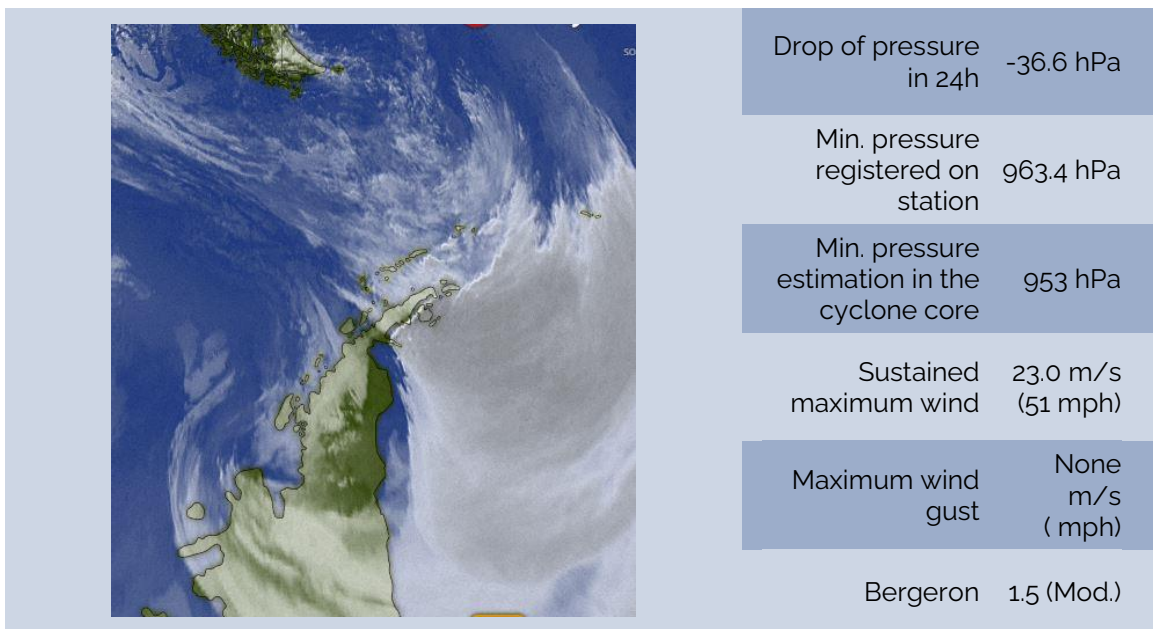 so
Drop of pressure
in 24h
-36.6 hPa
Min. pressure
registered on
station
963.4 hPa
Min. pressure
estimation in the
cyclone core
953 hPa
Sustained
maximum wind
23.0 m/s
(51 mph)
Maximum wind
gust
None
m/s
( mph)
Bergeron
1.5 (Mod.)